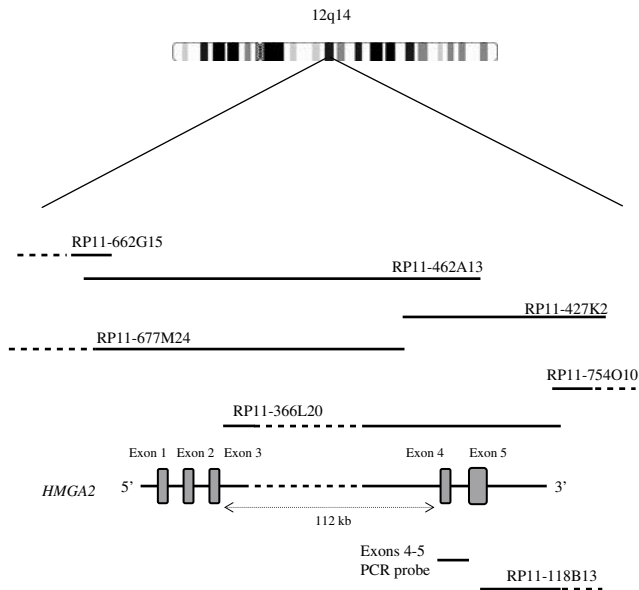 12q14
RP11-662G15
RP11-462A13
RP11-427K2
RP11-677M24
RP11-754O10
RP11-366L20
Exon 1 Exon 2 Exon 3 Exon 4 Exon 5
HMGA2 5’ 3’
112 kb
Exons 4-5
PCR probe
RP11-118B13